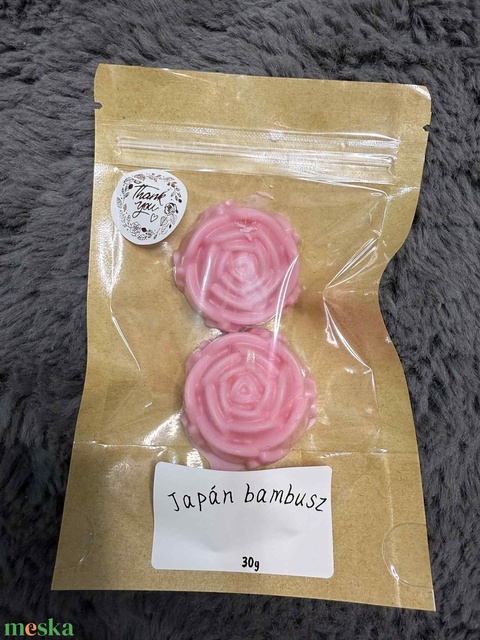 Thank
you
Japán bambusz
30g
meska